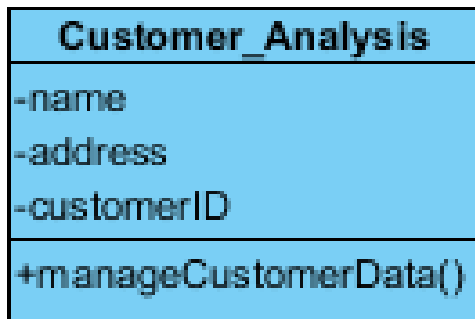 Customer_Analysis
-name
-address
-customerID
+manageCustomerData()